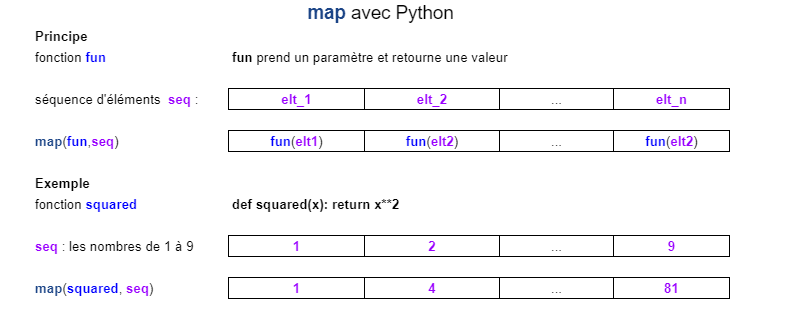 map avec Python
Principe
fonction fun fun prend un paramètre et retourne une valeur
séquence d'éléments seq : elt_1 elt_2 ... elt_n
map(fun,seq) fun(elt1) fun(elt2) ... fun(elt2)
Exemple
fonction squared def squared(x): return x**2
seq : les nombres de 1 à 9 1 2 ... 9
map(squared, seq) 1 4 ... 81